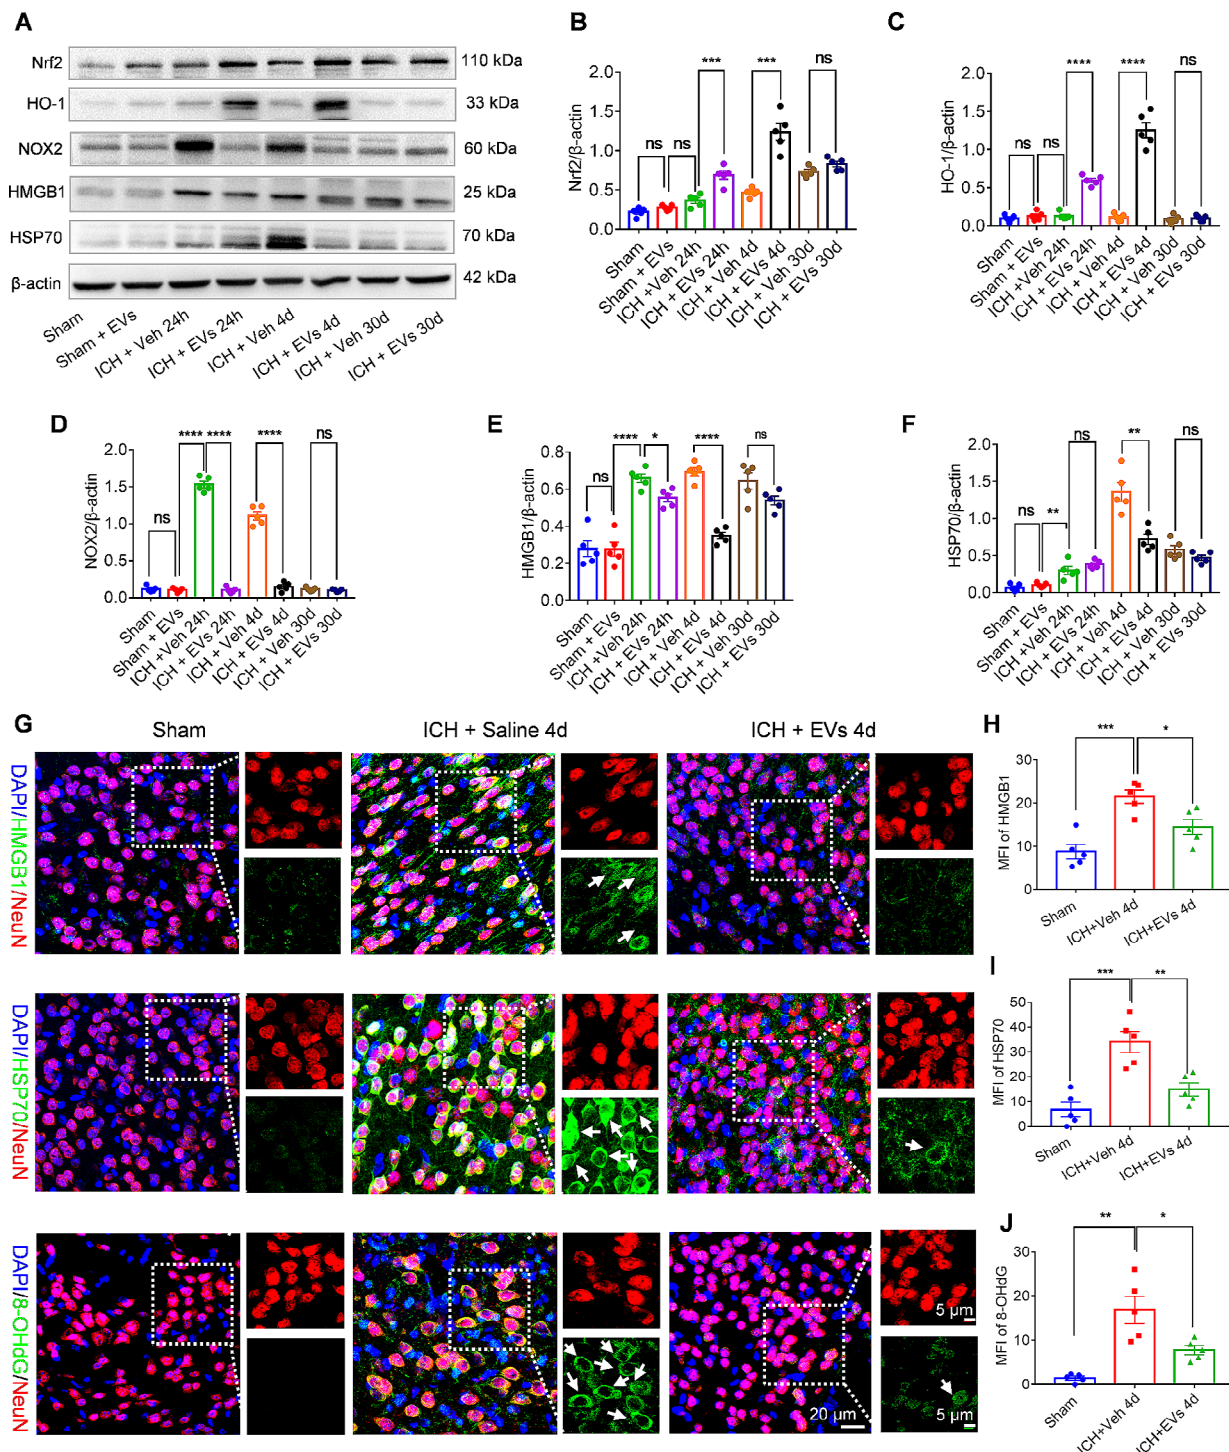 A
Nrf2
110 kDa
HO-1
33 kDa
NOX2
60 kDa
HMGB1
25 kDa
HSP70
70 kDa
β-actin
42 kDa
Sham
Sham + EVs
ICH + Veh 24h
ICH + EVs 24h
ICH + Veh 4d
ICH + EVs 4d
ICH + Veh 30d
ICH + EVs 30d
B
Nrf2/β-actin
2.0
1.5
1.0
0.5
0.0
ns
ns
***
***
ns
Sham
Sham + EVs
ICH +Veh 24h
ICH + EVs 24h
ICH + Veh 4d
ICH + EVs 4d
ICH + Veh 30d
ICH + EVs 30d
C
HO-1/β-actin
2.0
1.5
1.0
0.5
0.0
ns
ns
****
****
ns
Sham
Sham + EVs
ICH +Veh 24h
ICH + EVs 24h
ICH + Veh 4d
ICH + EVs 4d
ICH + Veh 30d
ICH + EVs 30d
D
NOX2/β-actin
2.0
1.5
1.0
0.5
0.0
ns
****
****
****
ns
Sham
Sham + EVs
ICH +Veh 24h
ICH + EVs 24h
ICH + Veh 4d
ICH + EVs 4d
ICH + Veh 30d
ICH + EVs 30d
E
HMGB1/β-actin
0.8
0.6
0.4
0.2
0.0
ns
****
*
****
ns
Sham
Sham + EVs
ICH +Veh 24h
ICH + EVs 24h
ICH + Veh 4d
ICH + EVs 4d
ICH + Veh 30d
ICH + EVs 30d
F
HSP70/β-actin
2.0
1.5
1.0
0.5
0.0
ns
**
ns
**
ns
Sham
Sham + EVs
ICH +Veh 24h
ICH + EVs 24h
ICH + Veh 4d
ICH + EVs 4d
ICH + Veh 30d
ICH + EVs 30d
G
Sham
ICH + Saline 4d
ICH + EVs 4d
DAPI/HMGB1/NeuN
DAPI/HSP70/NeuN
DAPI/8-OHdG/NeuN
20 µm
5 µm
5 µm
H
MFI of HMGB1
30
20
10
0
***
*
Sham
ICH+Veh 4d
ICH+EVs 4d
I
MFI of HSP70
50
40
30
20
10
0
***
**
Sham
ICH+Veh 4d
ICH+EVs 4d
J
MFI of 8-OHdG
30
20
10
0
**
*
Sham
ICH+Veh 4d
ICH+EVs 4d